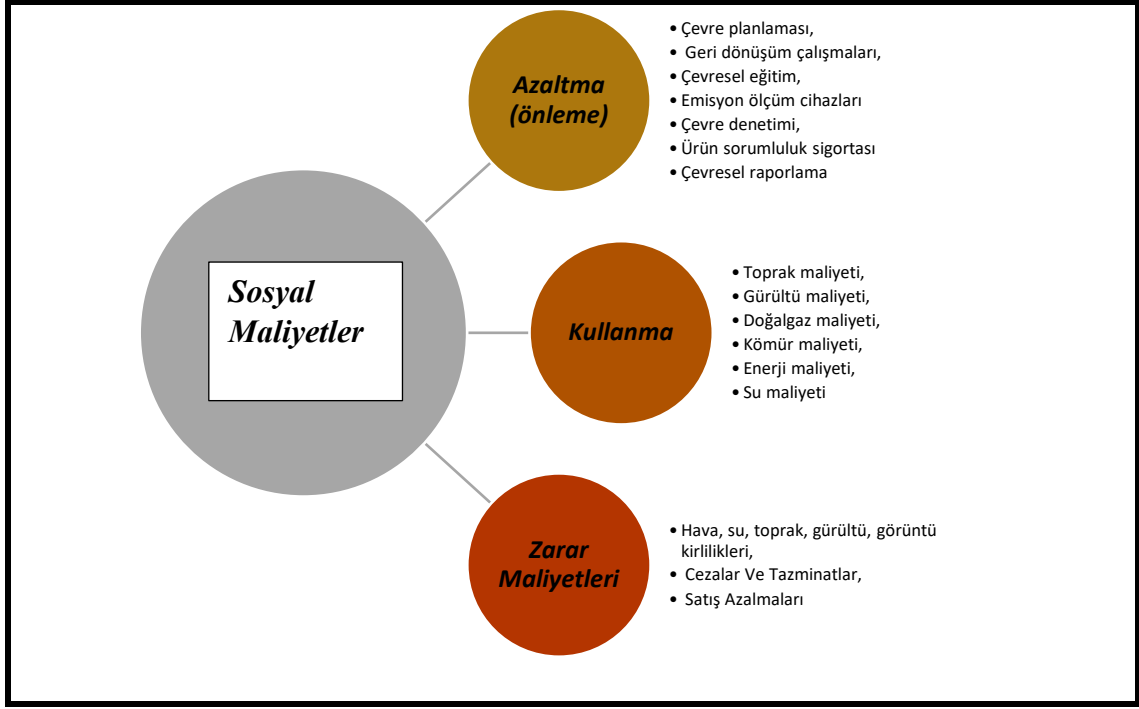 Sosyal
Maliyetler
Azaltma
(önleme)
• Çevre planlaması,
• Geri dönüşüm çalışmaları,
• Çevresel eğitim,
• Emisyon ölçüm cihazları
• Çevre denetimi,
• Ürün sorumluluk sigortası
• Çevresel raporlama
Kullanma
• Toprak maliyeti,
• Gürültü maliyeti,
• Doğalgaz maliyeti,
• Kömür maliyeti,
• Enerji maliyeti,
• Su maliyeti
Zarar
Maliyetleri
• Hava, su, toprak, gürültü, görüntü
kirlilikleri,
• Cezalar Ve Tazminatlar,
• Satış Azalmaları